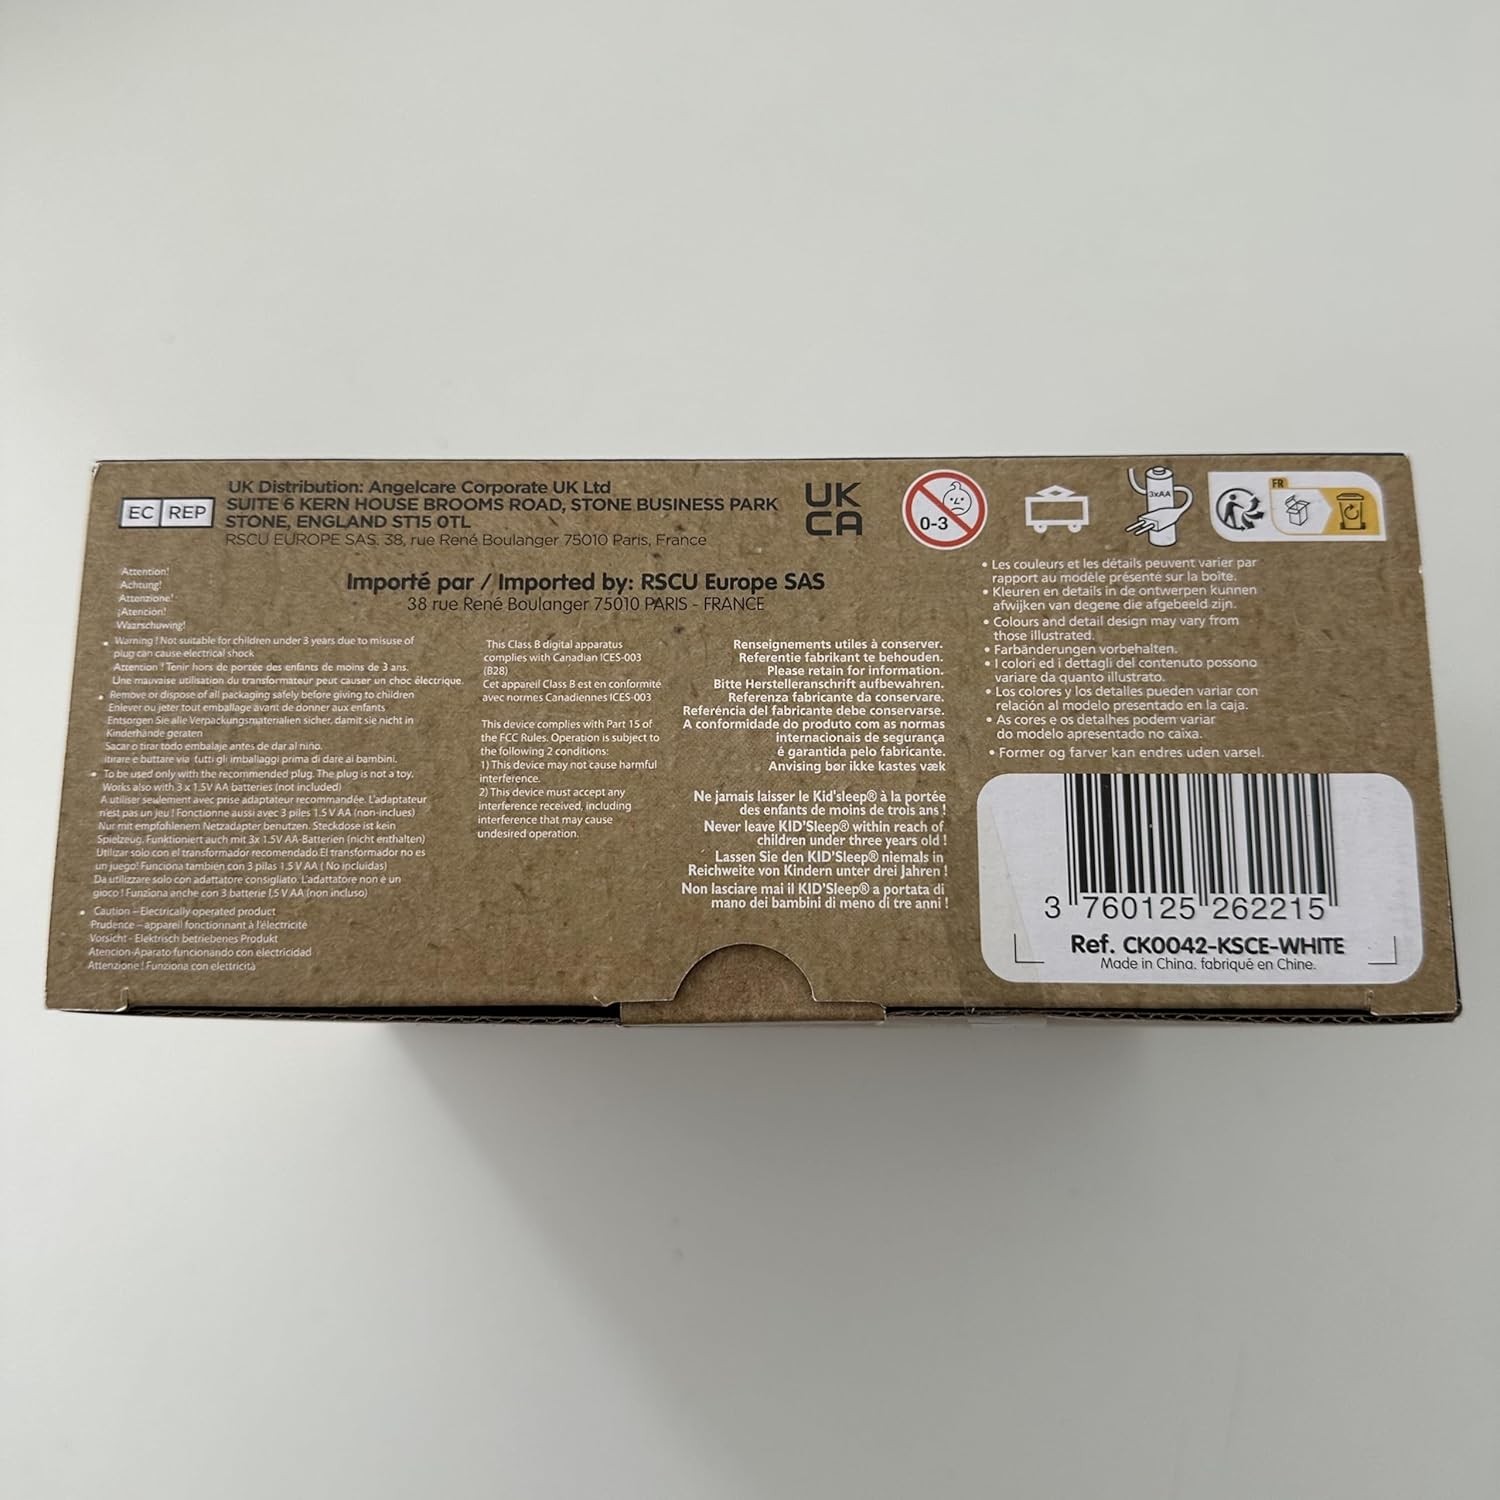 EC REP
UK Distribution: Angelcare Corporate UK Ltd
SUITE 6 KERN HOUSE BROOMS ROAD, STONE BUSINESS PARK
STONE, ENGLAND ST15 0TL
RSCU EUROPE SAS. 38, rue René Boulanger 75010 Paris, France
UK
CA
0-3
3xAA
FR
Importé par / Imported by: RSCU Europe SAS
38 rue René Boulanger 75010 PARIS - FRANCE
Attention!
Achtung!
Attenzione!
¡Atencion!
Waarschuwing!
• Warning ! Not suitable for children under 3 years due to misuse of
plug can cause electrical shock
Attention ! Tenir hors de portée des enfants de moins de 3 ans.
Une mauvaise utilisation du transformateur peut causer un choc électrique.
• Remove or dispose of all packaging safely before giving to children
Enlever ou jeter tout emballage avant de donner aux enfants
Entsorgen Sie alle Verpackungsmaterialien sicher, damit sie nicht in
Kinderhände geraten
Sacar o tirar todo embalaje antes de dar al niño.
itirare e buttare via tutti gli imballaggi prima di dare ai bambini.
• To be used only with the recommended plug. The plug is not a toy.
Works also with 3 x 1.5V AA batteries (not included)
A utiliser seulement avec prise adaptateur recommandée. L'adaptateur
n'est pas un jeu ! Fonctionne aussi avec 3 piles 1.5 V AA (non-inclues)
Nur mit empfohlenem Netzadapter benutzen. Steckdose ist kein
Spielzeug. Funktioniert auch mit 3x 1.5V AA-Batterien (nicht enthalten)
Utilizar solo con el transformador recomendado.El transformador no es
un juego! Funciona tambien con 3 pilas 1.5 V AA ( No incluidas)
Da utilizzare solo con adattatore consigliato. L'adattatore non è un
gioco ! Funziona anche con 3 batterie 1,5 V AA (non incluso)
• Caution – Electrically operated product
Prudence – appareil fonctionnant à l'électricité
Vorsicht - Elektrisch betriebenes Produkt
Atencion-Aparato funcionando con electricidad
Attenzione ! Funziona con elettricità
This Class B digital apparatus
complies with Canadian ICES-003
(B28)
Cet appareil Class B est en conformité
avec normes Canadiennes ICES-003
This device complies with Part 15 of
the FCC Rules. Operation is subject to
the following 2 conditions:
1) This device may not cause harmful
interference.
2) This device must accept any
interference received, including
interference that may cause
undesired operation.
Renseignements utiles à conserver.
Referentie fabrikant te behouden.
Please retain for information.
Bitte Herstelleranschrift aufbewahren.
Referenza fabricante da conservare.
Referéncia del fabricante debe conservarse.
A conformidade do produto com as normas
internacionais de segurança
é garantida pelo fabricante.
Anvising bør ikke kastes væk
Ne jamais laisser le Kid'sleep® à la portée
des enfants de moins de trois ans !
Never leave KID'Sleep® within reach of
children under three years old !
Lassen Sie den KID'Sleep® niemals in
Reichweite von Kindern unter drei Jahren !
Non lasciare mai il KID'Sleep® a portata di
mano dei bambini di meno di tre anni !
• Les couleurs et les détails peuvent varier par
rapport au modèle présenté sur la boîte.
• Kleuren en details in de ontwerpen kunnen
afwijken van degene die afgebeeld zijn.
• Colours and detail design may vary from
those illustrated.
• Farbänderungen vorbehalten.
• I colori ed i dettagli del contenuto possono
variare da quanto illustrato.
• Los colores y los detalles pueden variar con
relación al modelo presentado en la caja.
• As cores e os detalhes podem variar
do modelo apresentado no caixa.
• Former og farver kan endres uden varsel.
3 760125 262215
Ref. CK0042-KSCE-WHITE
Made in China. fabriqué en Chine.